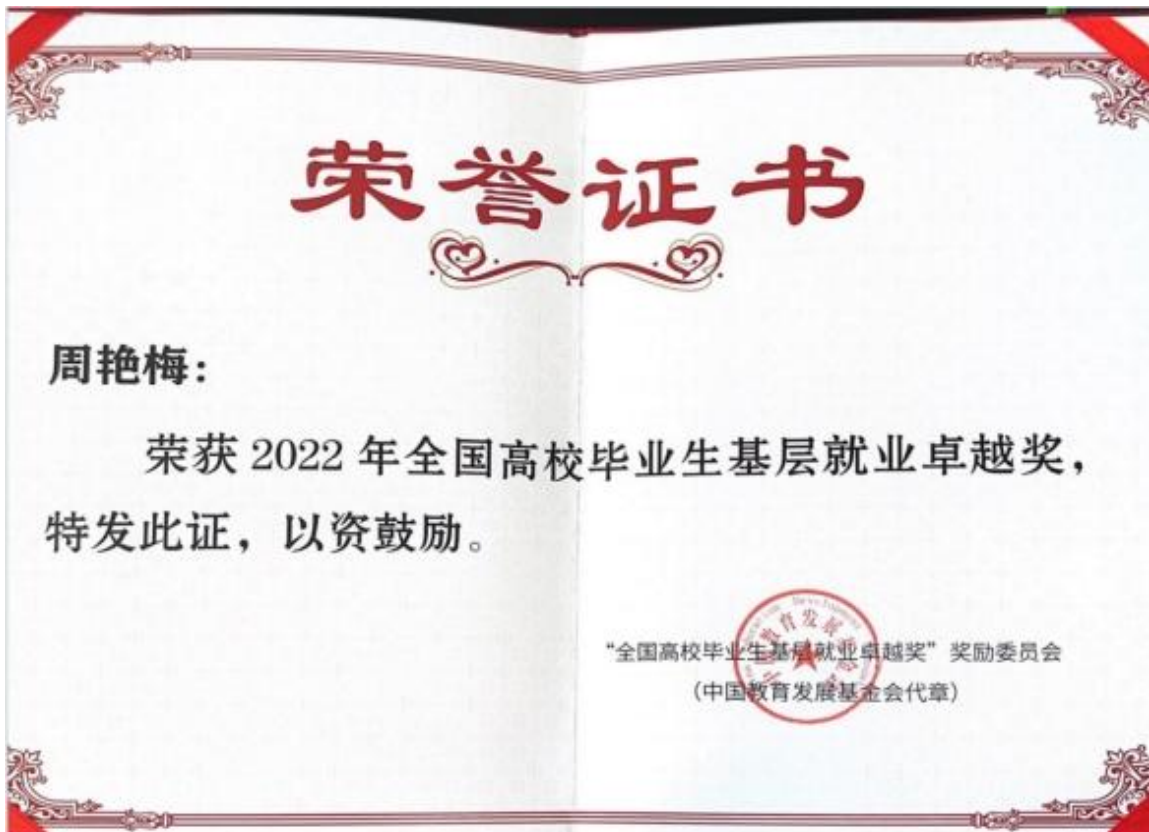 荣誉证书
周艳梅：
荣获 2022 年全国高校毕业生基层就业卓越奖，
特发此证，以资鼓励。
“全国高校毕业生基层就业卓越奖”奖励委员会
（中国教育发展基金会代章）